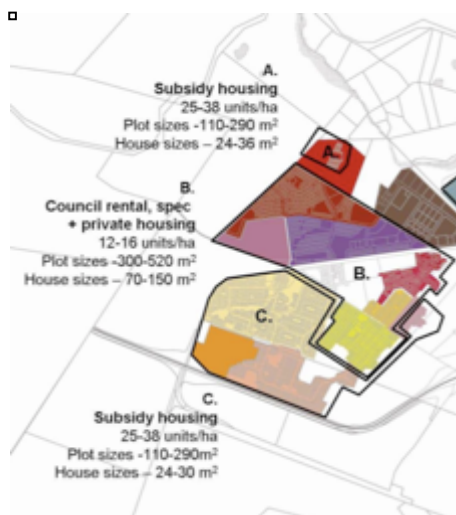 A.
Subsidy housing
25-38 units/ha
Plot sizes -110-290 m²
House sizes – 24-36 m²
A.
B.
Council rental, spec
+ private housing
12-16 units/ha
Plot sizes -300-520 m²
House sizes – 70-150 m²
B.
C.
C.
Subsidy housing
25-38 units/ha
Plot sizes -110-290m²
House sizes – 24-30 m²